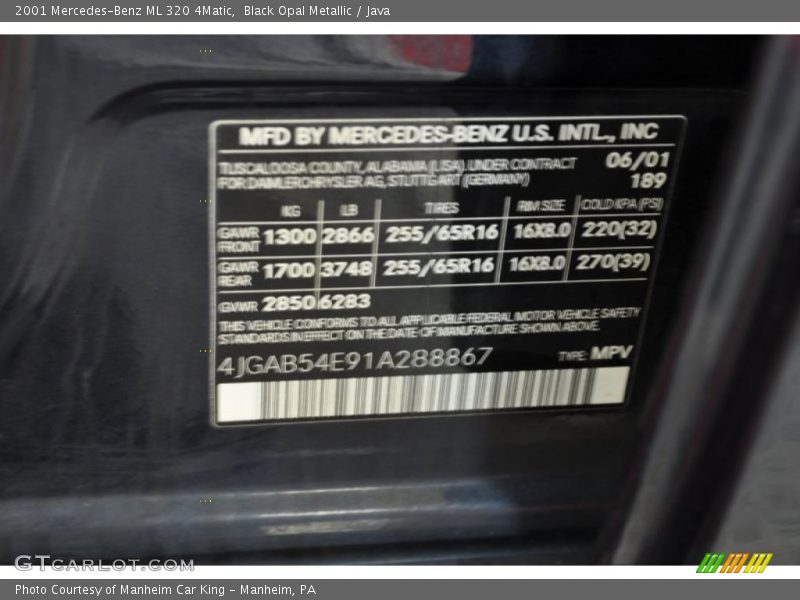 2001 Mercedes-Benz ML 320 4Matic,  Black Opal Metallic / Java
MFD BY MERCEDES-BENZ U.S. INTL., INC
TUSCALOOSA COUNTY, ALABAMA (USA) UNDER CONTRACT 06/01
FOR DAIMLERCHRYSLER AG, STUTTGART (GERMANY) 189
KG LB TIRES RIM SIZE COLD KPA (PSI)
GAWR FRONT 1300 2866 255/65R16 16X8.0 220(32)
GAWR REAR 1700 3748 255/65R16 16X8.0 270(39)
GVWR 2850 6283
THIS VEHICLE CONFORMS TO ALL APPLICABLE FEDERAL MOTOR VEHICLE SAFETY
STANDARDS IN EFFECT ON THE DATE OF MANUFACTURE SHOWN ABOVE.
4JGAB54E91A288867 TYPE: MPV
GTCARLOT.COM
Photo Courtesy of Manheim Car King - Manheim, PA